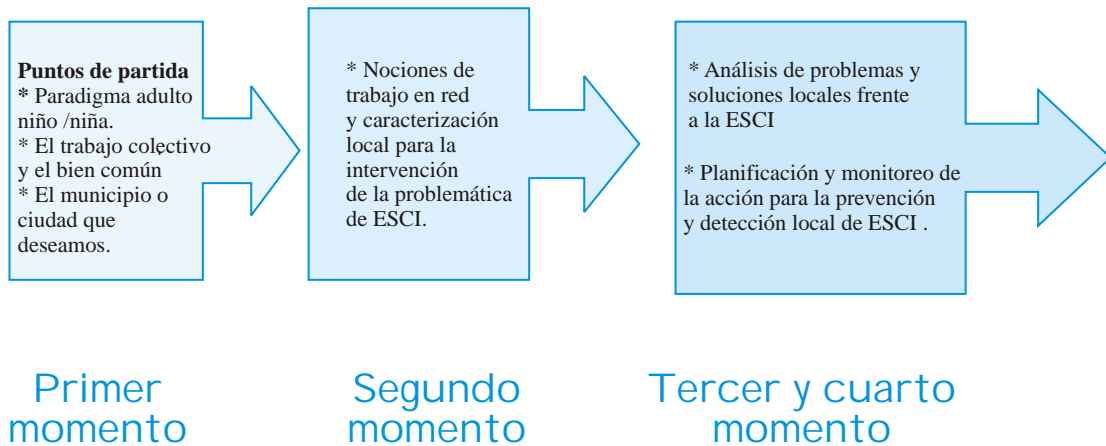 Puntos de partida
* Paradigma adulto
niño /niña.
* El trabajo colectivo
y el bien común
* El municipio o
ciudad que
deseamos.
* Nociones de
trabajo en red
y caracterización
local para la
intervención
de la problemática
de ESCI.
* Análisis de problemas y
soluciones locales frente
a la ESCI
* Planificación y monitoreo de
la acción para la prevención
y detección local de ESCI .
Primer
momento
Segundo
momento
Tercer y cuarto
momento